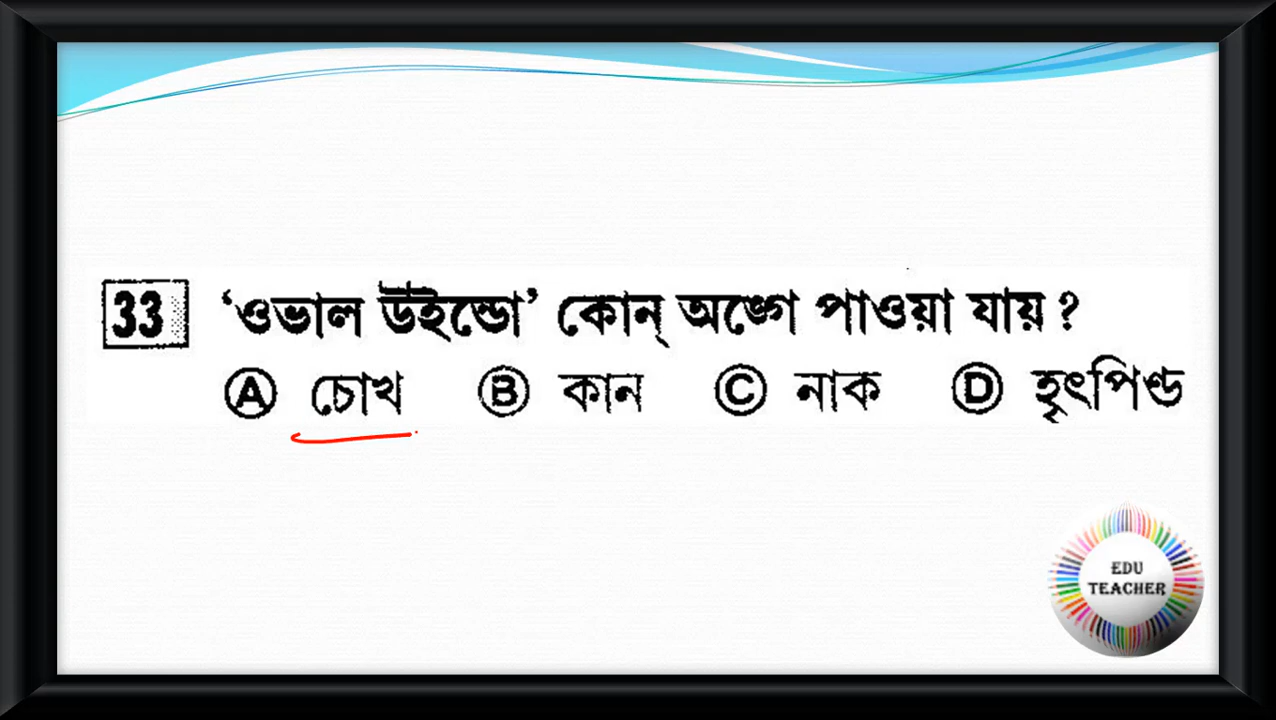 33 ‘ওভাল উইন্ডো’ কোন্ অঙ্গে পাওয়া যায় ?
Ⓐ চোখ Ⓑ কান Ⓒ নাক Ⓓ হৃৎপিণ্ড
EDU
TEACHER